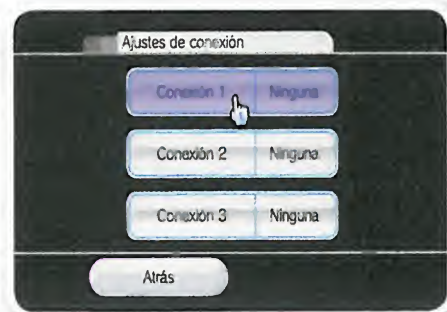 Ajustes de conexión
Conexión 1 Ninguna
Conexión 2 Ninguna
Conexión 3 Ninguna
Atrás